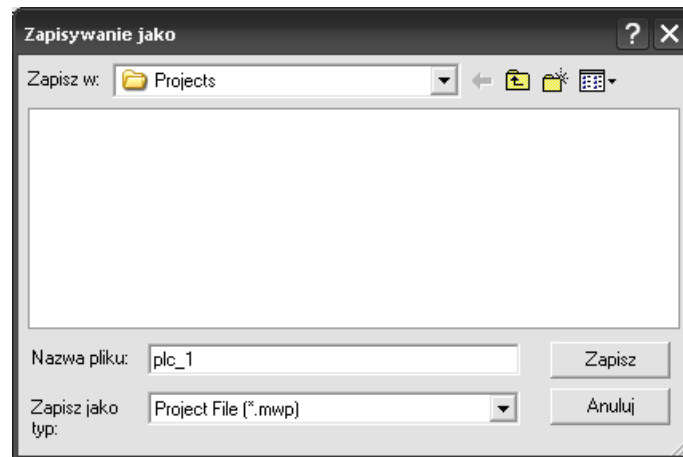 Zapisywanie jako
Zapisz w: Projects
Nazwa pliku: plc_1 Zapisz
Zapisz jako
typ: Project File (*.mwp) Anuluj